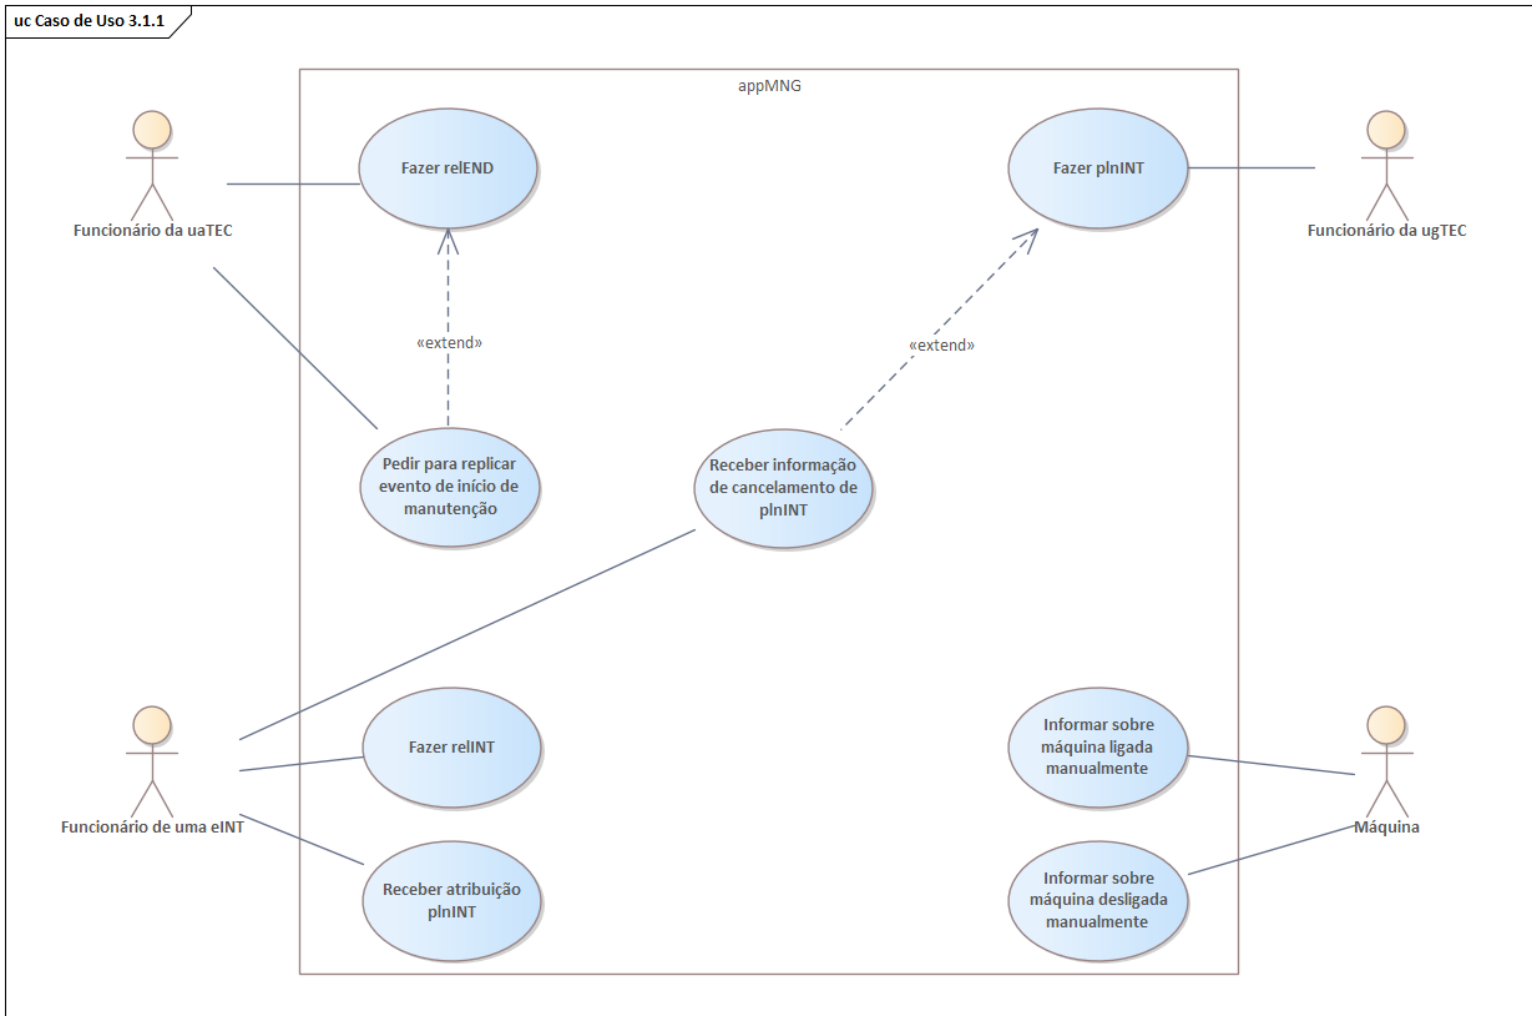 uc Caso de Uso 3.1.1
appMNG
Fazer relEND
Fazer plnINT
Funcionário da uaTEC
Funcionário da ugTEC
«extend»
«extend»
Pedir para replicar
evento de início de
manutenção
Receber informação
de cancelamento de
plnINT
Fazer relINT
Informar sobre
máquina ligada
manualmente
Funcionário de uma eINT
Máquina
Receber atribuição
plnINT
Informar sobre
máquina desligada
manualmente